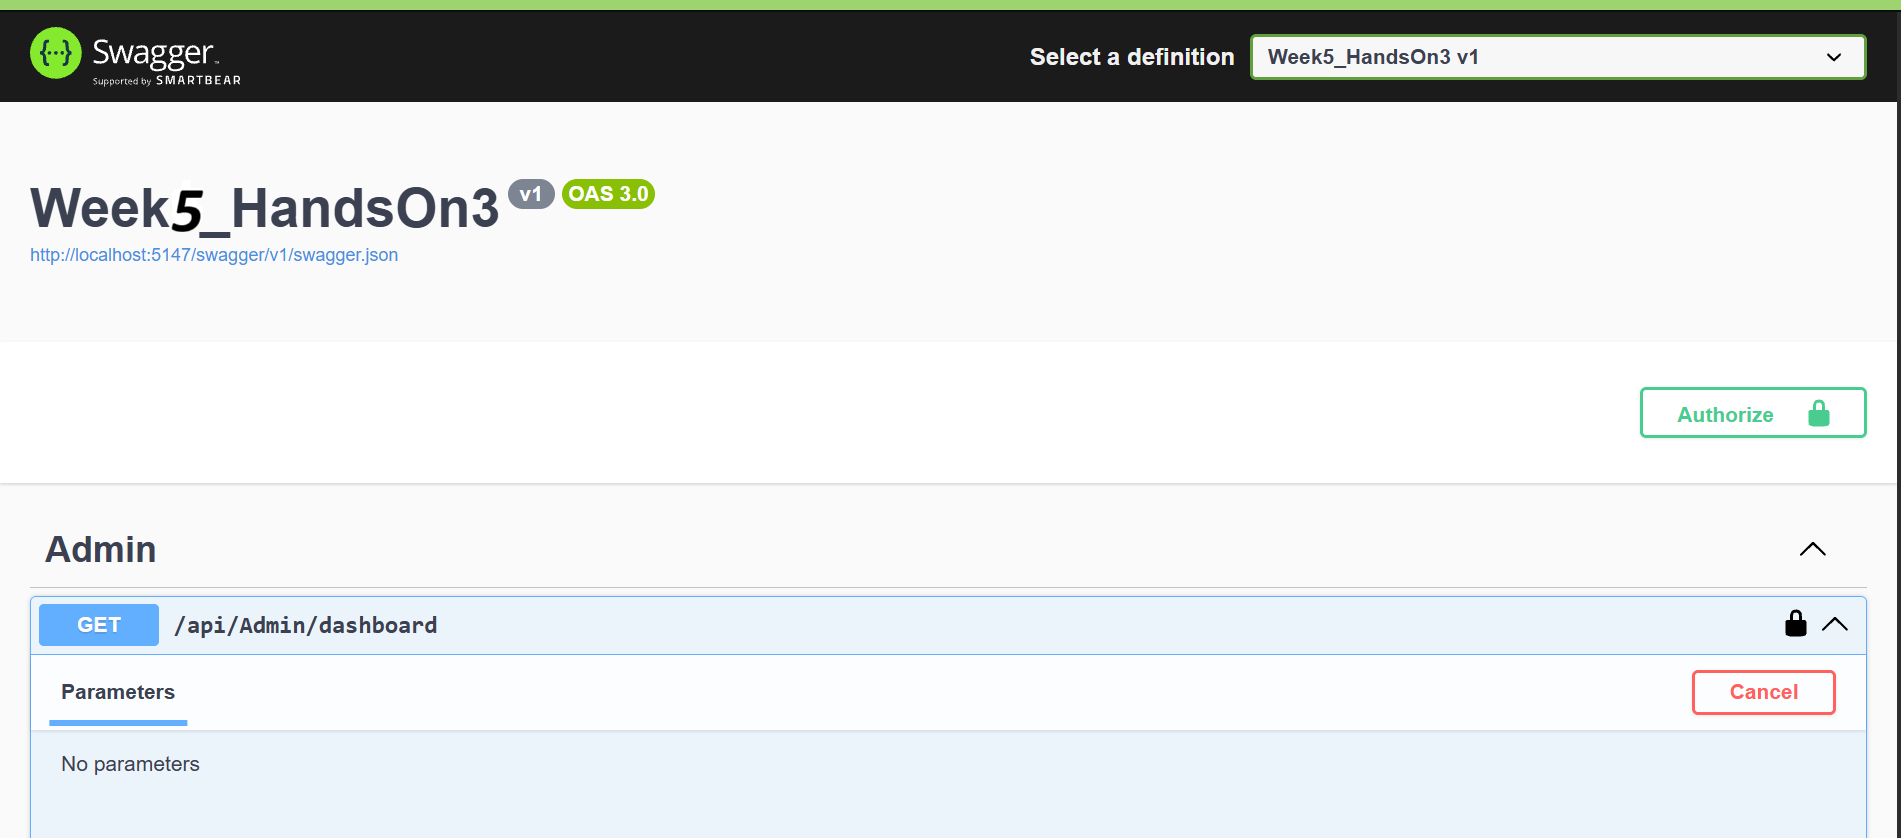 {···} Swagger™
Supported by SMARTBEAR
Select a definition
Week5_HandsOn3 v1
Week5_HandsOn3 v1 OAS 3.0
http://localhost:5147/swagger/v1/swagger.json
Authorize
Admin
GET /api/Admin/dashboard
Parameters
Cancel
No parameters